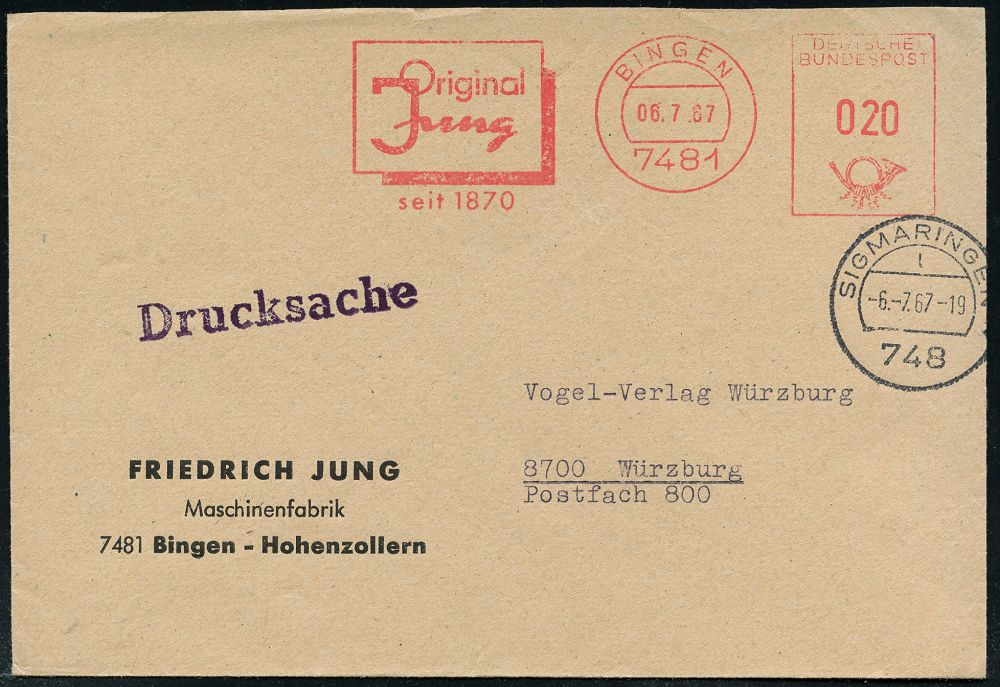 Original
Jung
seit 1870
BINGEN
06.7.67
7481
DEUTSCHE
BUNDESPOST
020
SIGMARINGEN
l
-6.-7.67-19
748
Drucksache
Vogel-Verlag Würzburg
8700 Würzburg
Postfach 800
FRIEDRICH JUNG
Maschinenfabrik
7481 Bingen - Hohenzollern